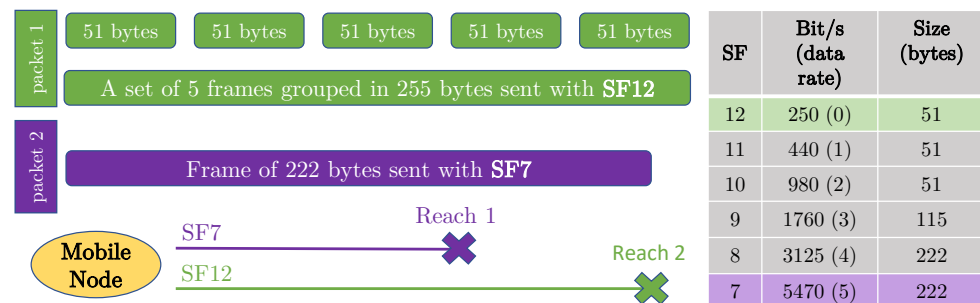 packet 1
51 bytes 51 bytes 51 bytes 51 bytes 51 bytes
A set of 5 frames grouped in 255 bytes sent with SF12
packet 2
Frame of 222 bytes sent with SF7
Mobile
Node
SF7
Reach 1
SF12
Reach 2
SF Bit/s (data rate) Size (bytes)
12 250 (0) 51
11 440 (1) 51
10 980 (2) 51
9 1760 (3) 115
8 3125 (4) 222
7 5470 (5) 222